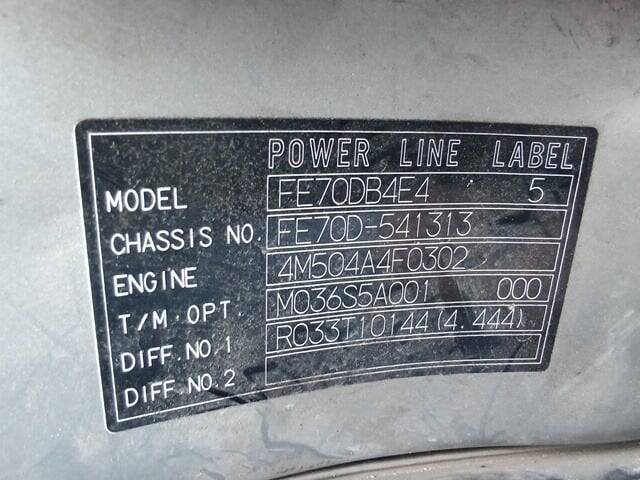 POWER LINE LABEL
MODEL FE70DB4E4 5
CHASSIS NO. FE70D-541313
ENGINE 4M504A4F0302
T/M.OPT. M036S5A001 000
DIFF.NO.1 R033T10144(4.444)
DIFF.NO.2